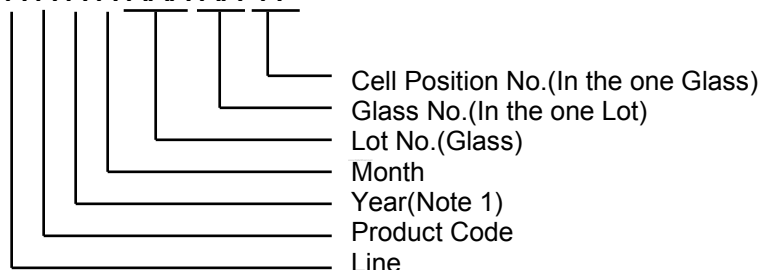 Cell Position No.(In the one Glass)
Glass No.(In the one Lot)
Lot No.(Glass)
Month
Year(Note 1)
Product Code
Line